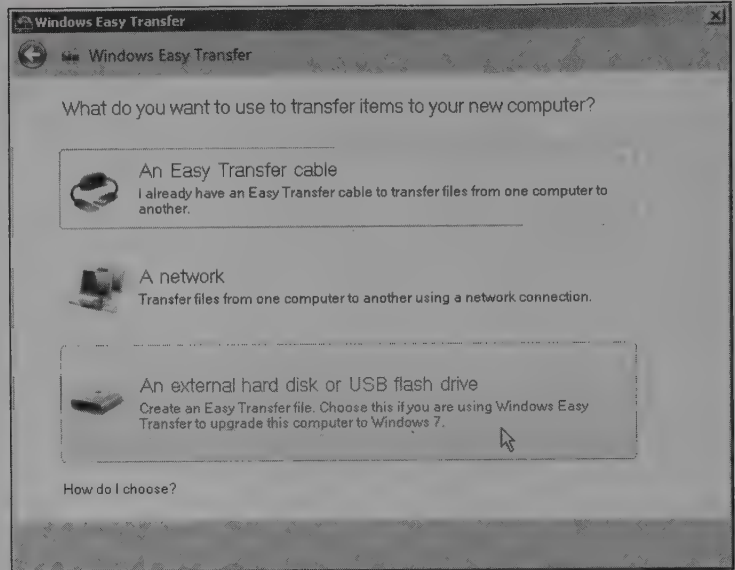 Windows Easy Transfer
Windows Easy Transfer
What do you want to use to transfer items to your new computer?
An Easy Transfer cable
I already have an Easy Transfer cable to transfer files from one computer to
another.
A network
Transfer files from one computer to another using a network connection.
An external hard disk or USB flash drive
Create an Easy Transfer file. Choose this if you are using Windows Easy
Transfer to upgrade this computer to Windows 7.
How do I choose?